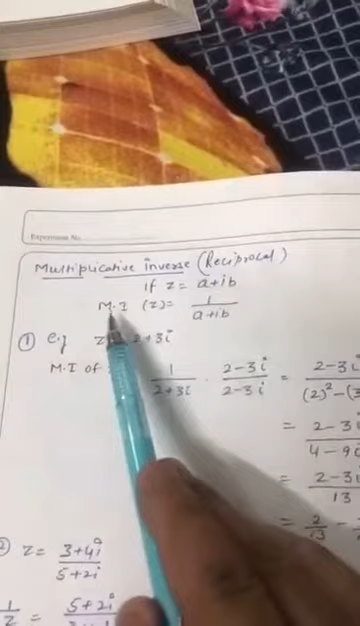 Experiment No.
Multiplicative inverse (Reciprocal)
If z = a+ib
M.I (z) = 1/(a+ib)
① e.g z 2+3i
M.I of 1/(2+3i) · (2-3i)/(2-3i) = 2-3i/(2)²-(3
= 2-3i/4-9i
= 2-3i/13
= 2/13 -
② z = (3+4i)/(5+2i)
1/z = 5+2i